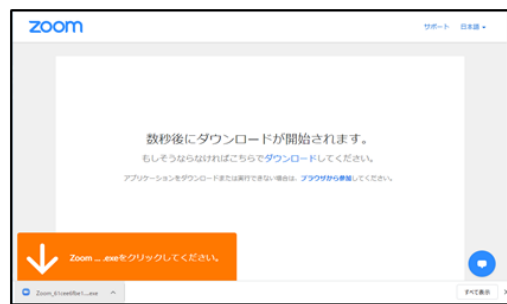 zoom
サポート 日本語
数秒後にダウンロードが開始されます。
もしそうならなければこちらでダウンロードしてください。
アプリケーションをダウンロードまたは実行できない場合は、ブラウザから参加してください。
Zoom ... .exeをクリックしてください。
すべて表示